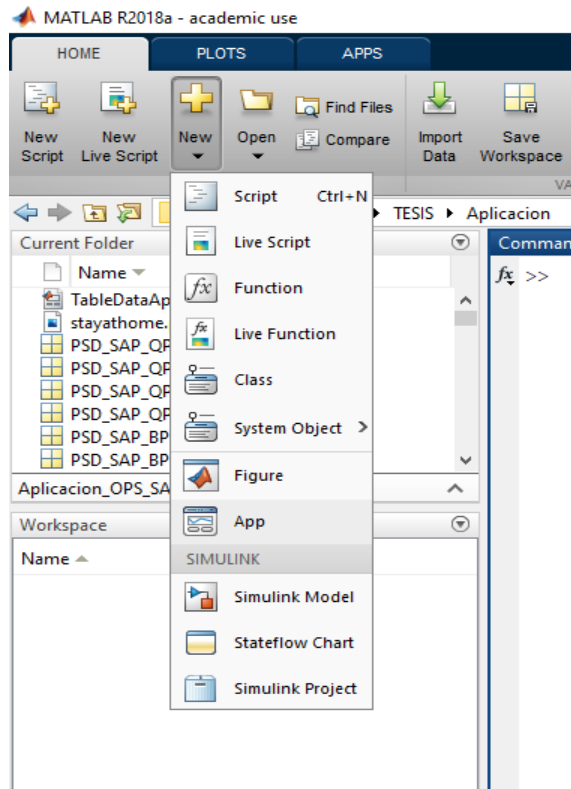 MATLAB R2018a - academic use
HOME PLOTS APPS
New Script
New Live Script
New
Open
Find Files
Compare
Import Data
Save Workspace
VA
TESIS Aplicacion
Current Folder
Name
TableDataAp
stayathome.
PSD_SAP_QP
PSD_SAP_QP
PSD_SAP_QP
PSD_SAP_QP
PSD_SAP_BP
PSD_SAP_BP
Aplicacion_OPS_SA
Workspace
Name
Script Ctrl+N
Live Script
Function
Live Function
Class
System Object >
Figure
App
SIMULINK
Simulink Model
Stateflow Chart
Simulink Project
Comman
fx >>